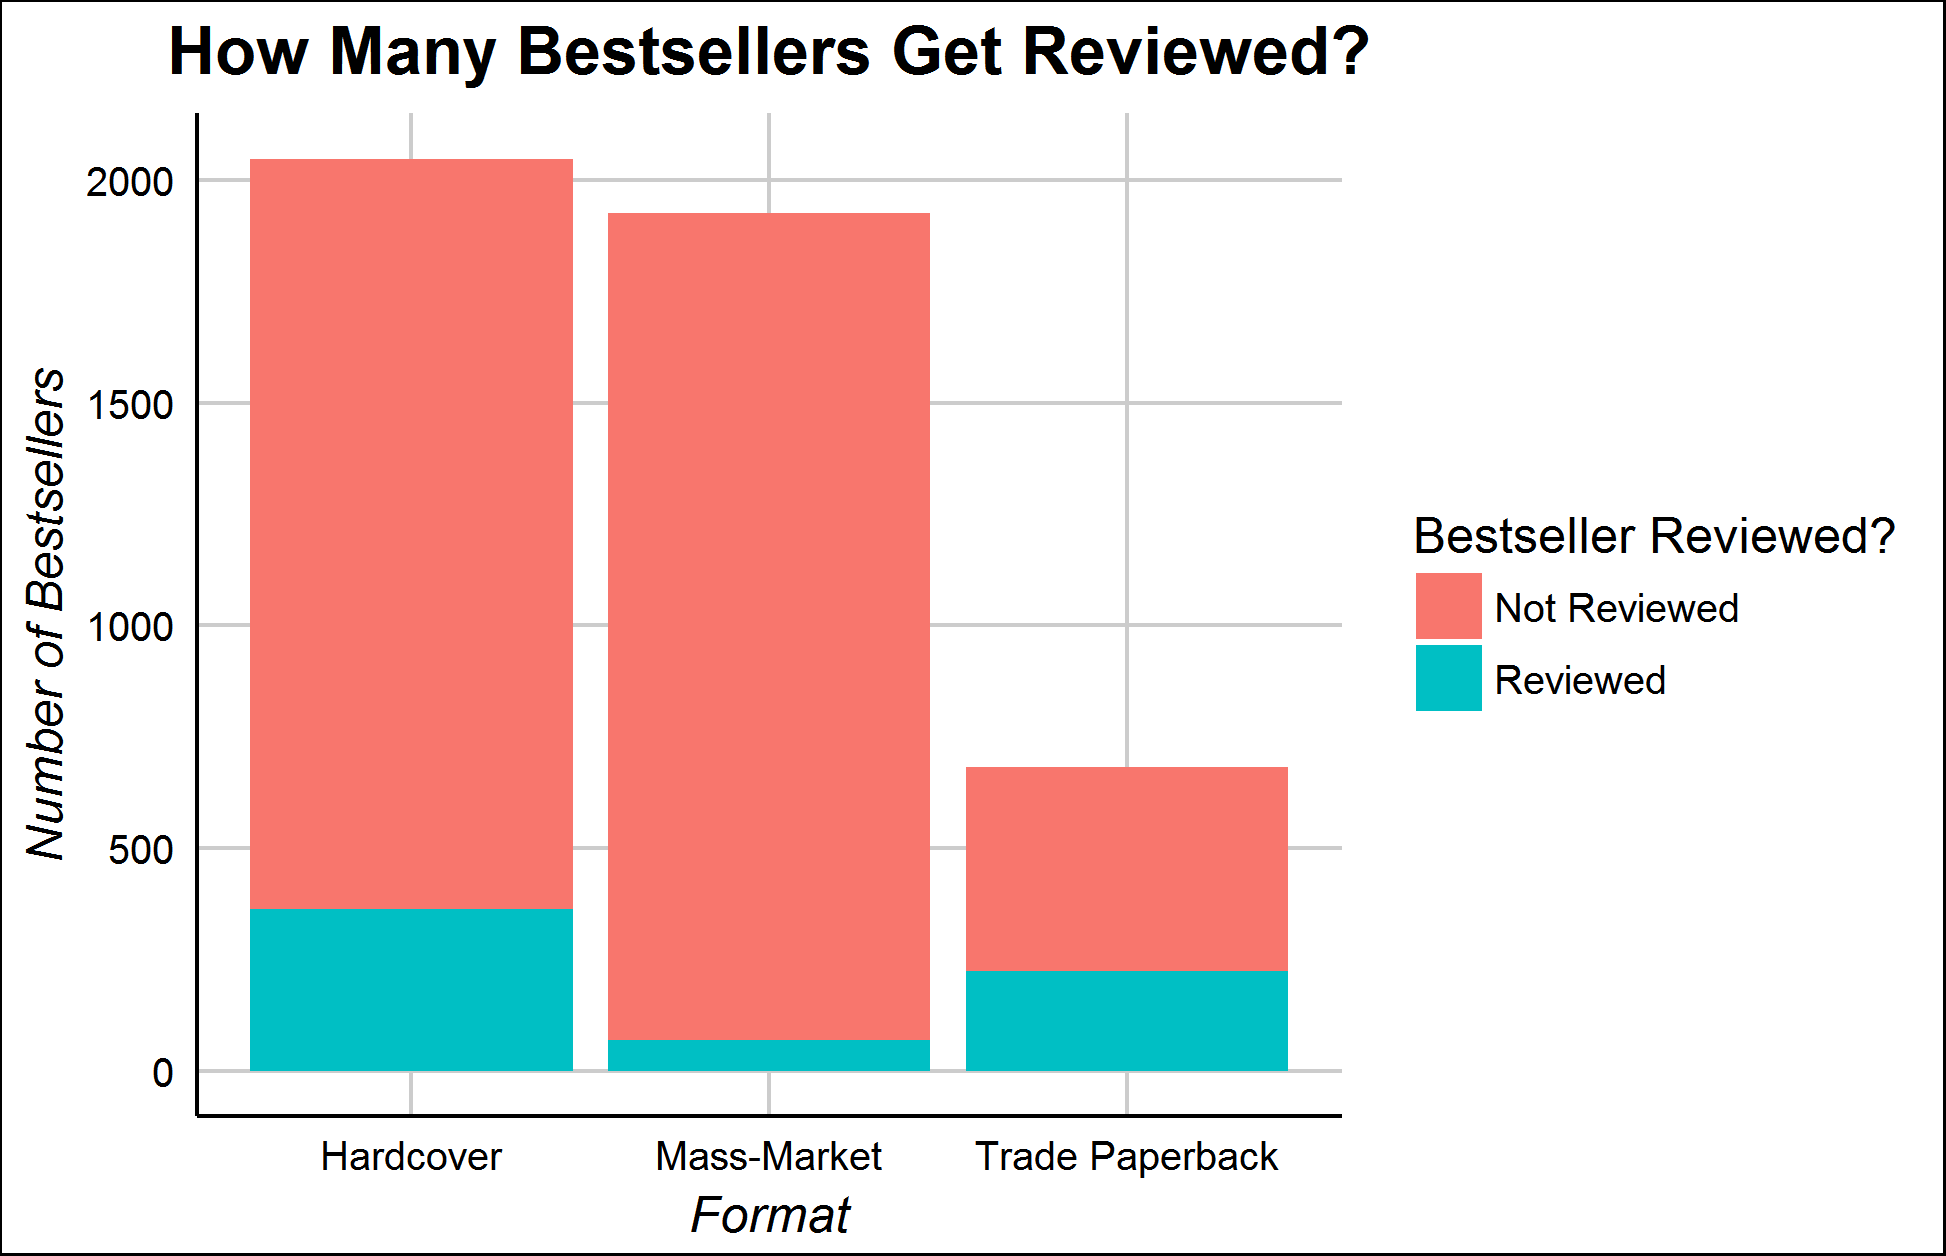 How Many Bestsellers Get Reviewed?
Number of Bestsellers
2000
1500
1000
500
0
Hardcover
Mass-Market
Trade Paperback
Format
Bestseller Reviewed?
Not Reviewed
Reviewed